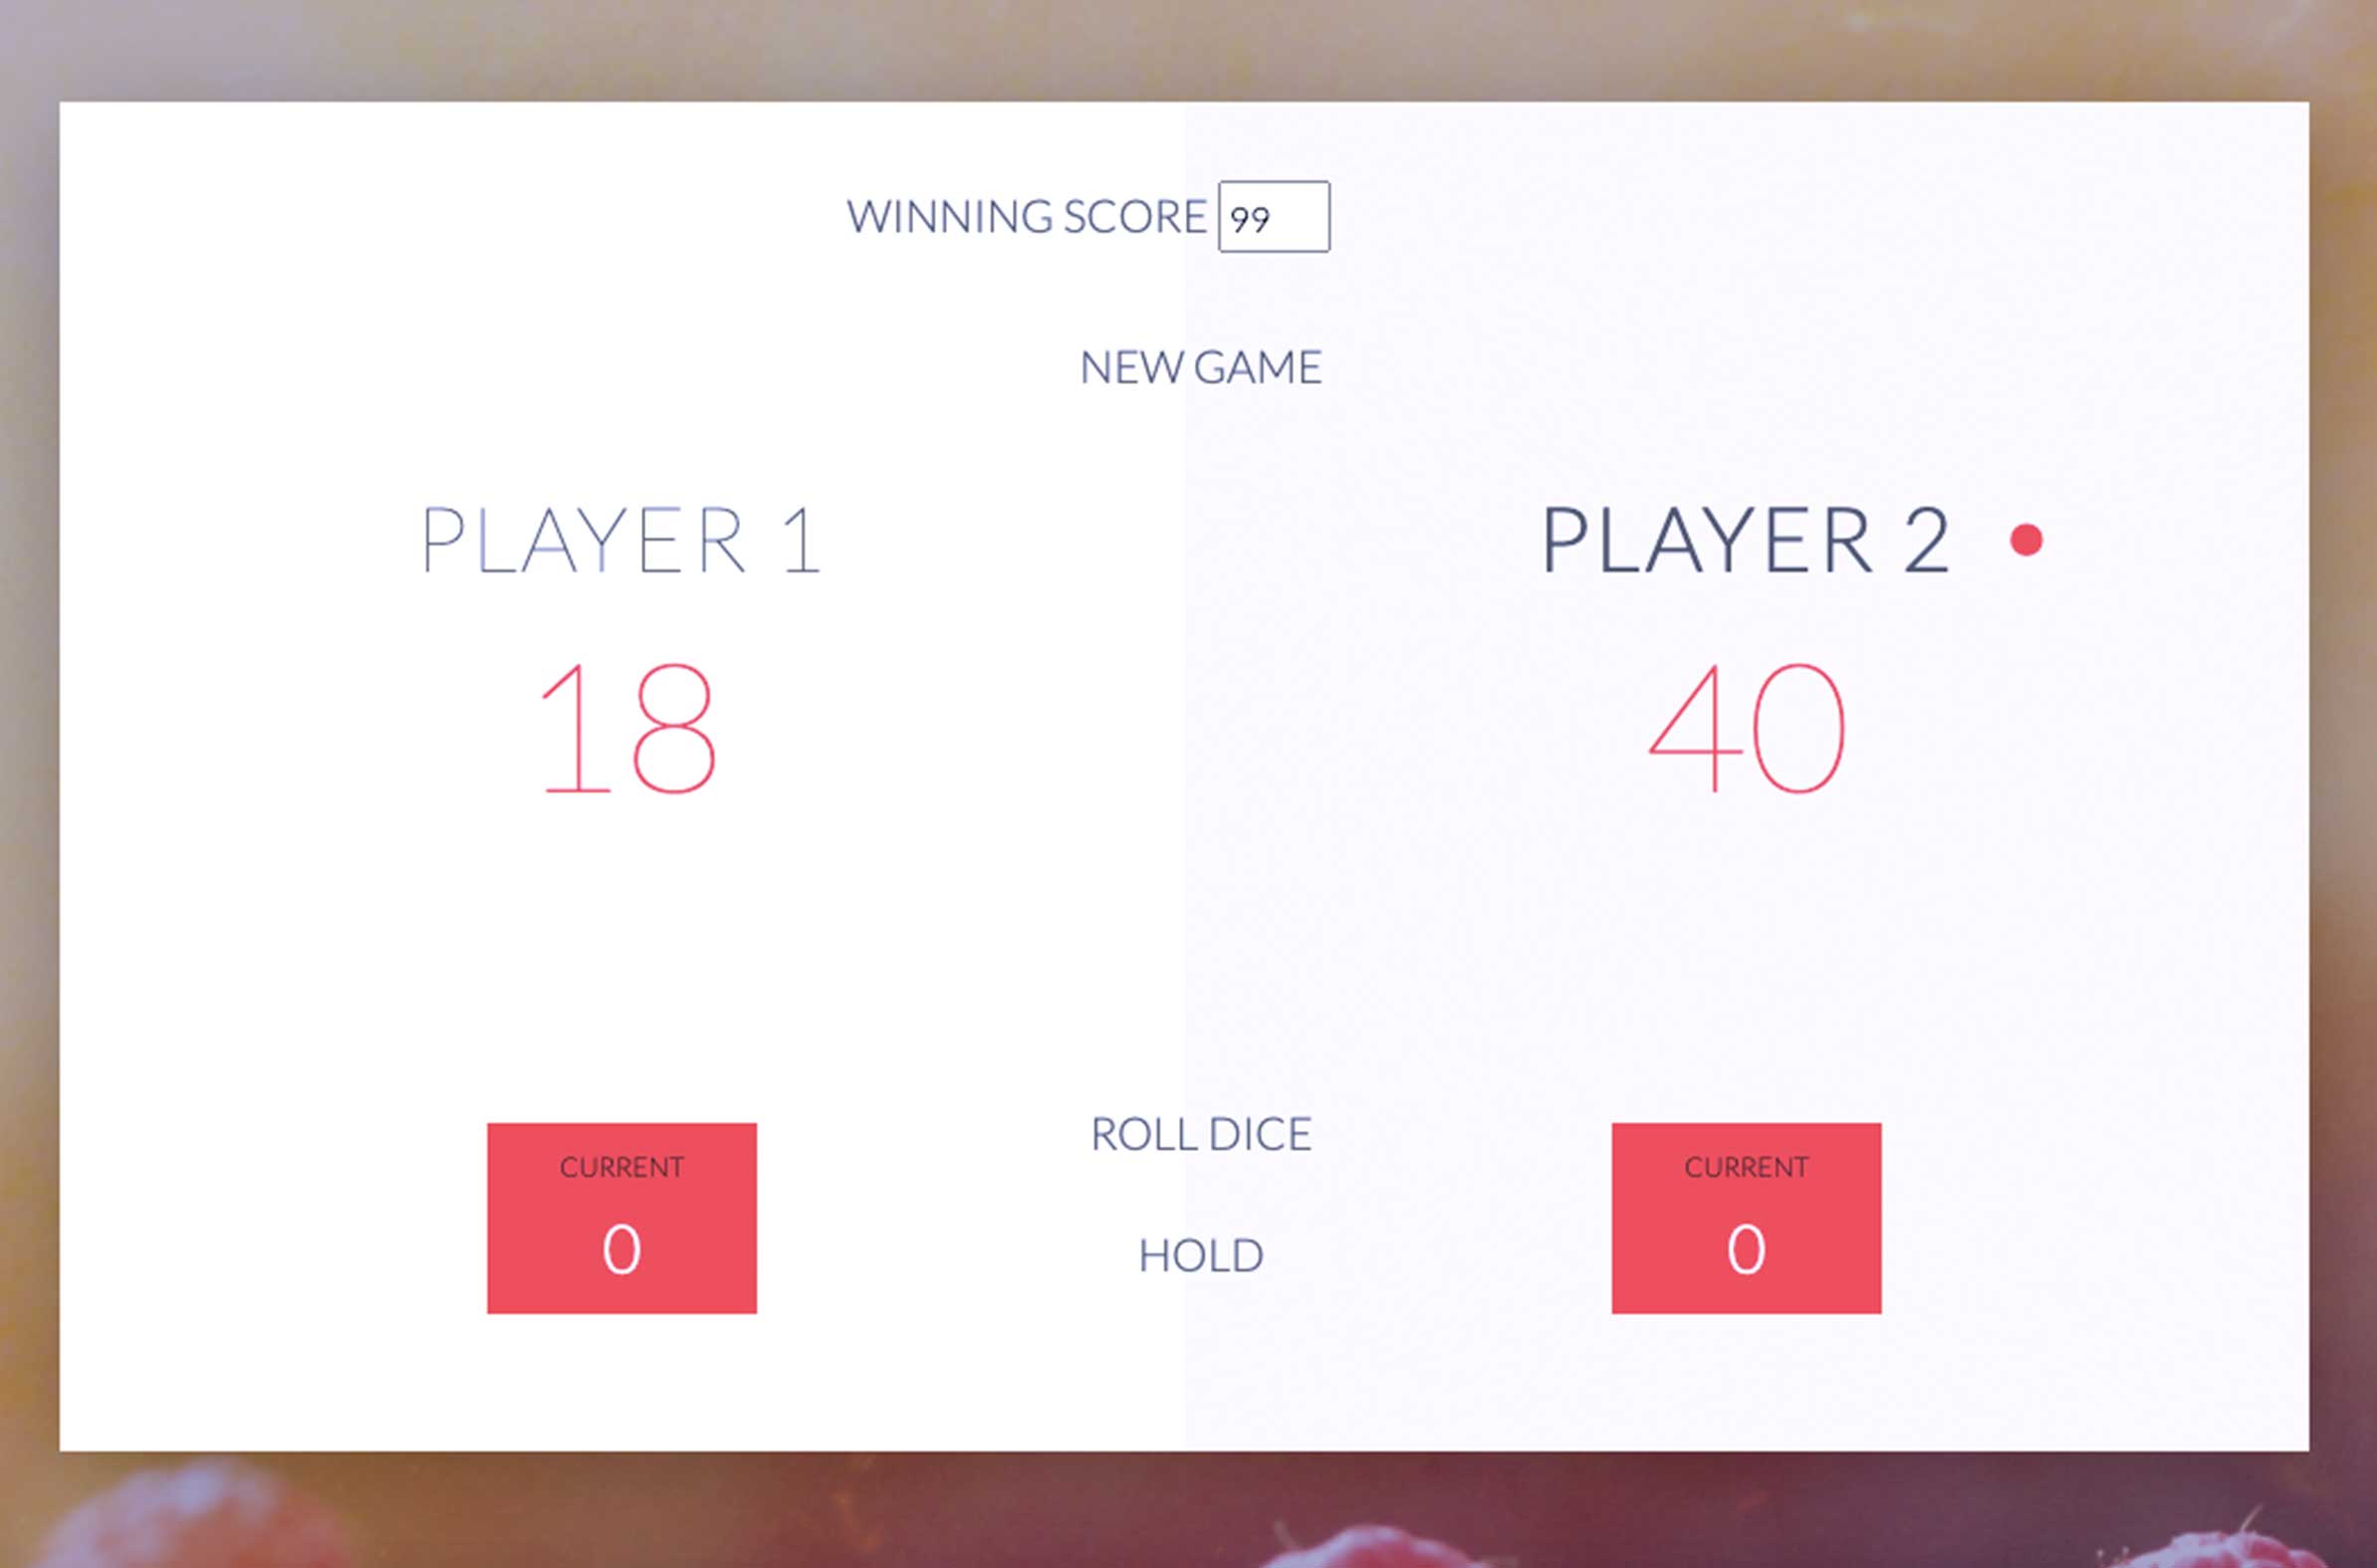 WINNING SCORE 99
NEW GAME
PLAYER 1
18
PLAYER 2
40
CURRENT
0
ROLL DICE
HOLD
CURRENT
0